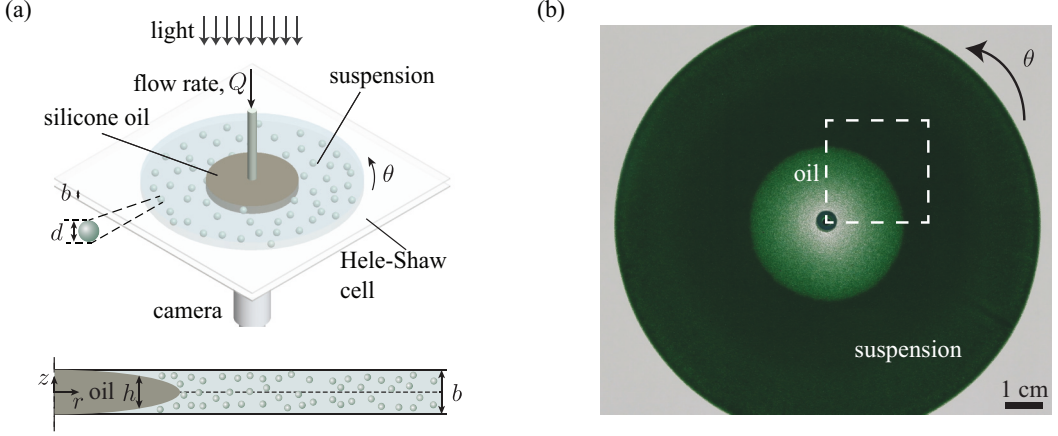 (a)
light
flow rate, Q
suspension
silicone oil
θ
b
d
Hele-Shaw
cell
camera
z
r
oil
h
b
(b)
θ
oil
suspension
1 cm